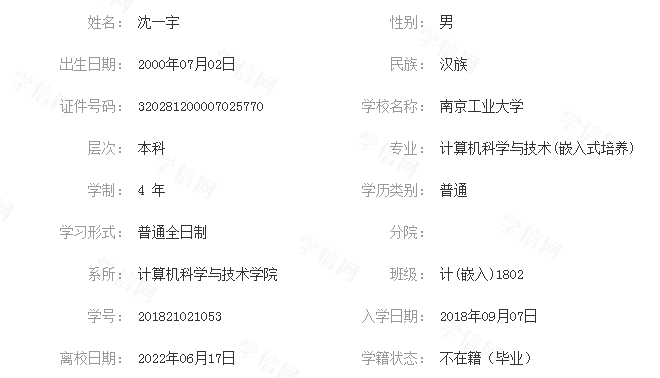 姓名： 沈一宇 性别： 男
出生日期： 2000年07月02日 民族： 汉族
证件号码： 320281200007025770 学校名称： 南京工业大学
层次： 本科 专业： 计算机科学与技术(嵌入式培养)
学制： 4 年 学历类别： 普通
学习形式： 普通全日制 分院：
系所： 计算机科学与技术学院 班级： 计(嵌入)1802
学号： 201821021053 入学日期： 2018年09月07日
离校日期： 2022年06月17日 学籍状态： 不在籍（毕业）
学信网